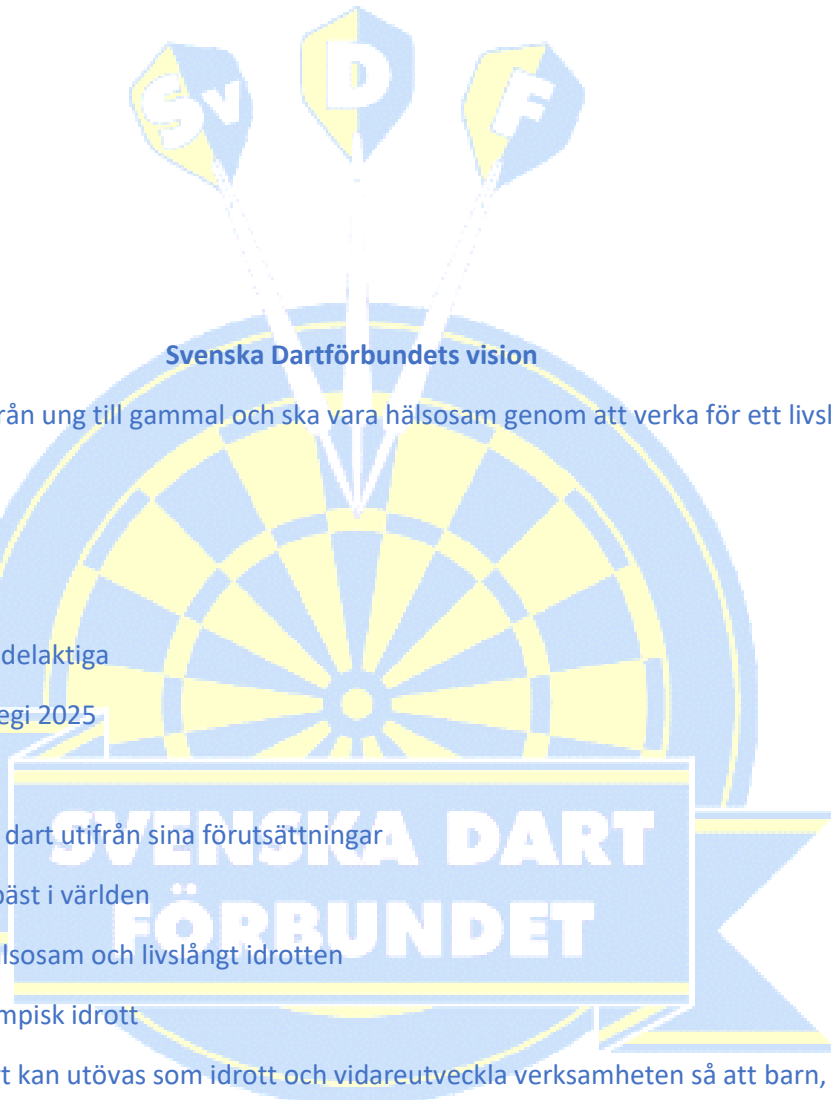 Sv D F
Svenska Dartförbundets vision
från ung till gammal och ska vara hälsosam genom att verka för ett livsl
delaktiga
egi 2025
dart utifrån sina förutsättningar
bäst i världen
lsosam och livslångt idrotten
mpisk idrott
t kan utövas som idrott och vidareutveckla verksamheten så att barn,
SVENSKA DART
FÖRBUNDET